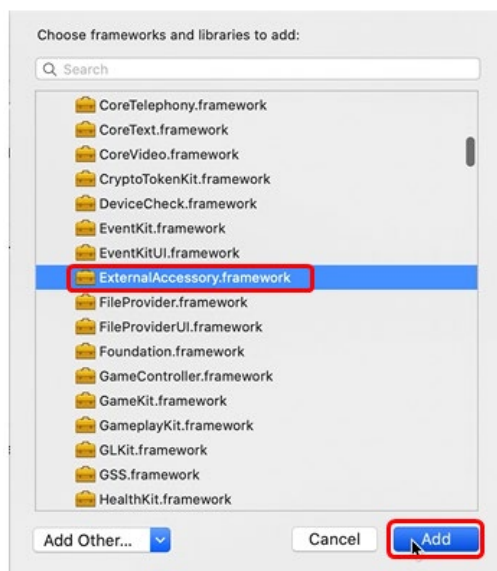 Choose frameworks and libraries to add:
Search
CoreTelephony.framework
CoreText.framework
CoreVideo.framework
CryptoTokenKit.framework
DeviceCheck.framework
EventKit.framework
EventKitUI.framework
ExternalAccessory.framework
FileProvider.framework
FileProviderUI.framework
Foundation.framework
GameController.framework
GameKit.framework
GameplayKit.framework
GLKit.framework
GSS.framework
HealthKit.framework
Add Other... Cancel Add